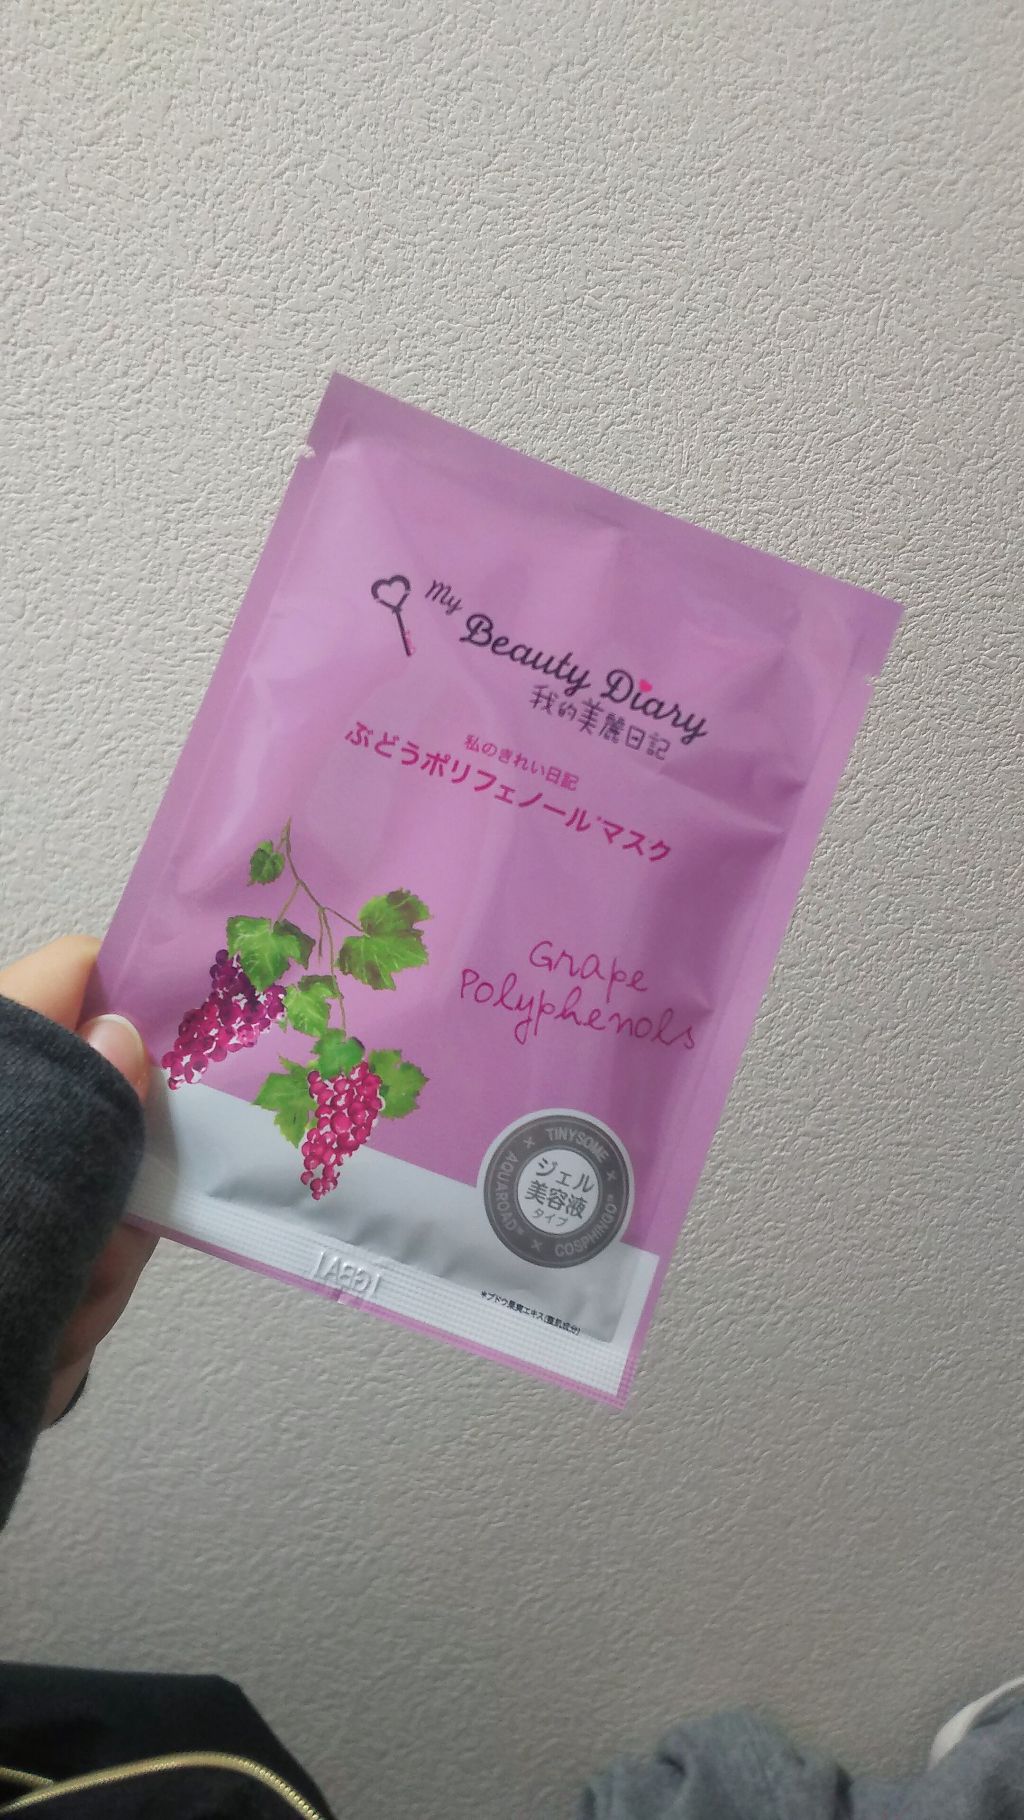 My
Beauty Diary
我的美麗日記
私のきれい日記
ぶどうポリフェノール*マスク
Grape
Polyphenols
TINYSOME × COSPHINGO® × AQUAROAD® ×
ジェル
美容液
タイプ
*ブドウ果実エキス(整肌成分)